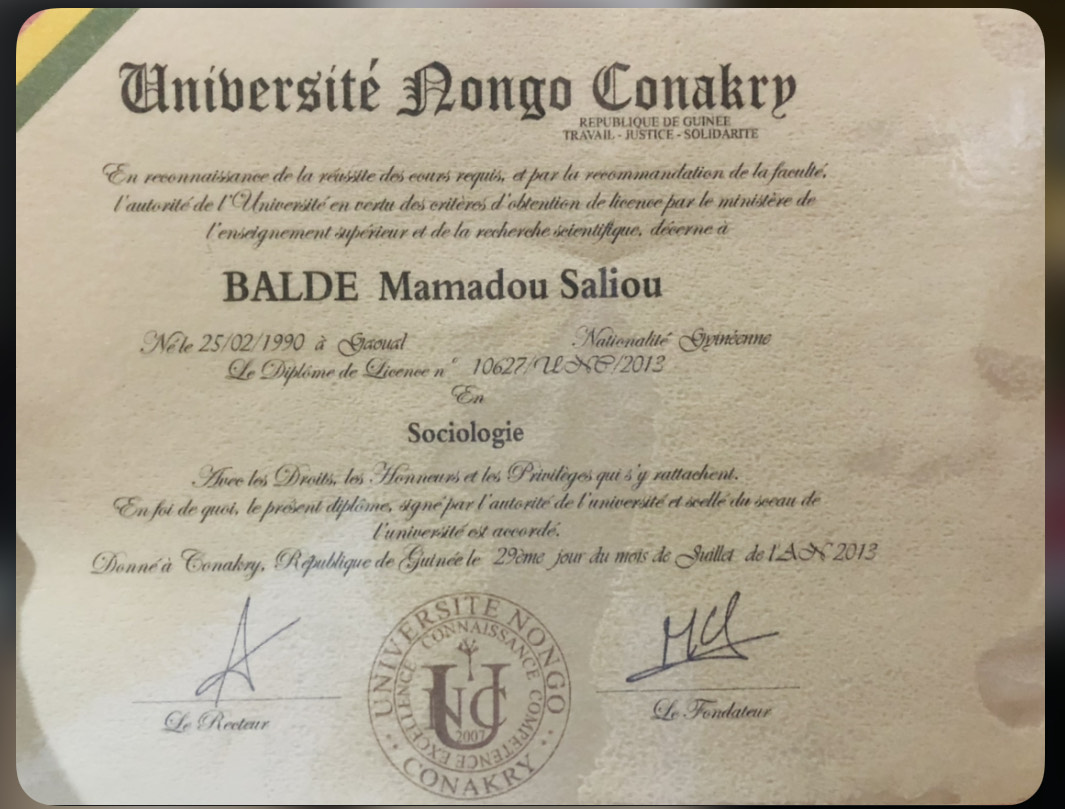 Université Nongo Conakry
REPUBLIQUE DE GUINEE
TRAVAIL - JUSTICE - SOLIDARITE
En reconnaissance de la réussite des cours requis, et par la recommandation de la faculté,
l'autorité de l'Université en vertu des critères d'obtention de licence par le ministère de
l'enseignement supérieur et de la recherche scientifique, décerne à
BALDE Mamadou Saliou
Né le 25/02/1990 à Gaoual Nationalité Guinéenne
Le Diplôme de Licence n° 10627/UNC/2013
En
Sociologie
Avec les Droits, les Honneurs et les Privilèges qui s'y rattachent.
En foi de quoi, le présent diplôme, signé par l'autorité de l'université et scelle du sceau de
l'université est accordé.
Donné à Conakry, République de Guinée le 29ème jour du mois de Juillet de l'AN 2013
UNIVERSITE NONGO
CONAKRY
CONNAISSANCE COMPETENCE EXCELLENCE
UNC
2007
Le Recteur
Le Fondateur